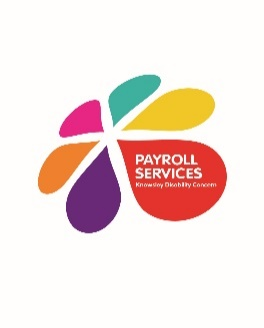 PAYROLL
SERVICES
Knowsley Disability Concern